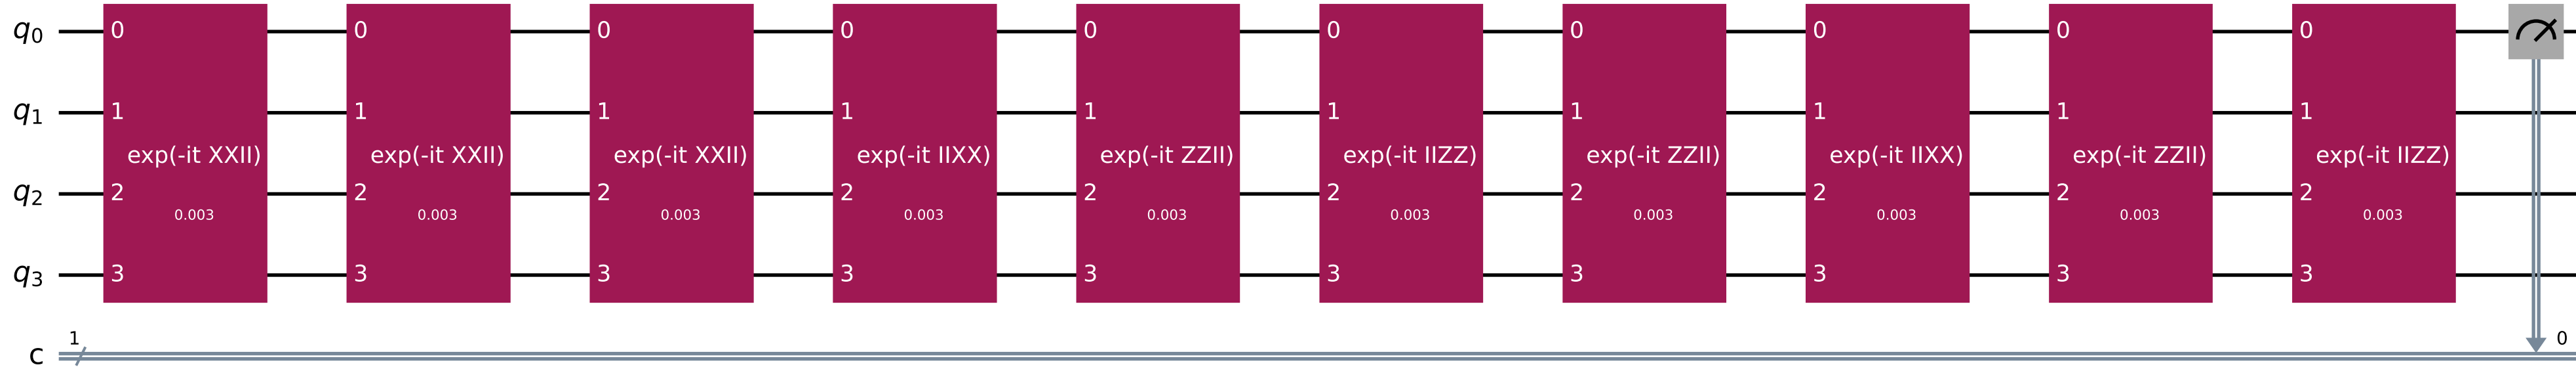 q0 0 0 0 0 0 0 0 0 0 0
q1 1 1 1 1 1 1 1 1 1 1
exp(-it XXII) exp(-it XXII) exp(-it XXII) exp(-it IIXX) exp(-it ZZII) exp(-it IIZZ) exp(-it ZZII) exp(-it IIXX) exp(-it ZZII) exp(-it IIZZ)
q2 2 2 2 2 2 2 2 2 2 2
0.003 0.003 0.003 0.003 0.003 0.003 0.003 0.003 0.003 0.003
q3 3 3 3 3 3 3 3 3 3 3
1 0
c